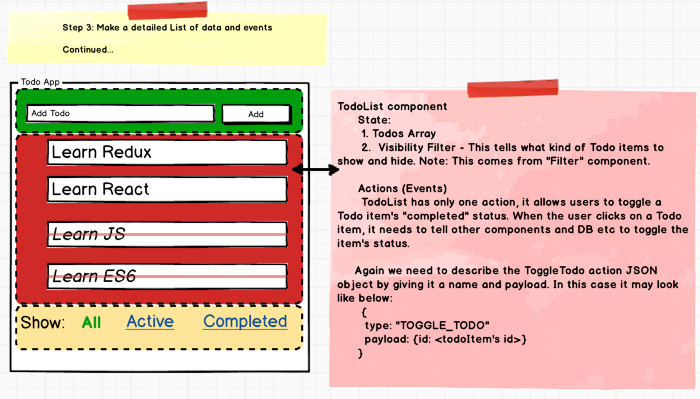 Step 3: Make a detailed List of data and events
Continued...
Todo App
Add Todo
Add
Learn Redux
Learn React
Learn JS
Learn ES6
Show: All Active Completed
TodoList component
State:
1. Todos Array
2. Visibility Filter - This tells what kind of Todo items to
show and hide. Note: This comes from "Filter" component.
Actions (Events)
TodoList has only one action, it allows users to toggle a
Todo item's "completed" status. When the user clicks on a Todo
item, it needs to tell other components and DB etc to toggle the
item's status.
Again we need to describe the ToggleTodo action JSON
object by giving it a name and payload. In this case it may look
like below:
{
type: "TOGGLE_TODO"
payload: {id: <todoItem's id>}
}